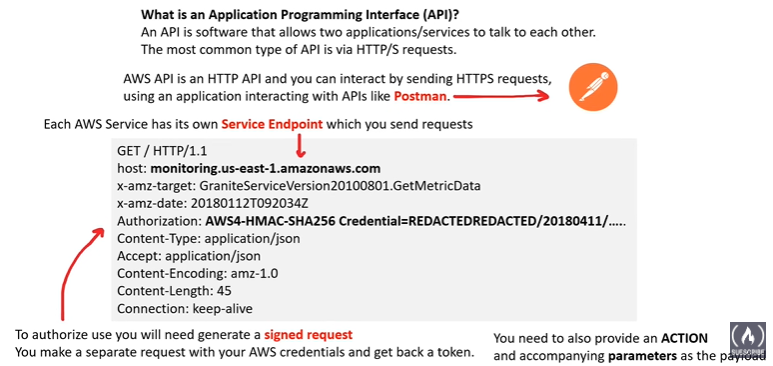 What is an Application Programming Interface (API)?
An API is software that allows two applications/services to talk to each other.
The most common type of API is via HTTP/S requests.
AWS API is an HTTP API and you can interact by sending HTTPS requests,
using an application interacting with APIs like Postman.
Each AWS Service has its own Service Endpoint which you send requests
GET / HTTP/1.1
host: monitoring.us-east-1.amazonaws.com
x-amz-target: GraniteServiceVersion20100801.GetMetricData
x-amz-date: 20180112T092034Z
Authorization: AWS4-HMAC-SHA256 Credential=REDACTEDREDACTED/20180411/.....
Content-Type: application/json
Accept: application/json
Content-Encoding: amz-1.0
Content-Length: 45
Connection: keep-alive
To authorize use you will need generate a signed request
You make a separate request with your AWS credentials and get back a token.
You need to also provide an ACTION
and accompanying parameters as the payload